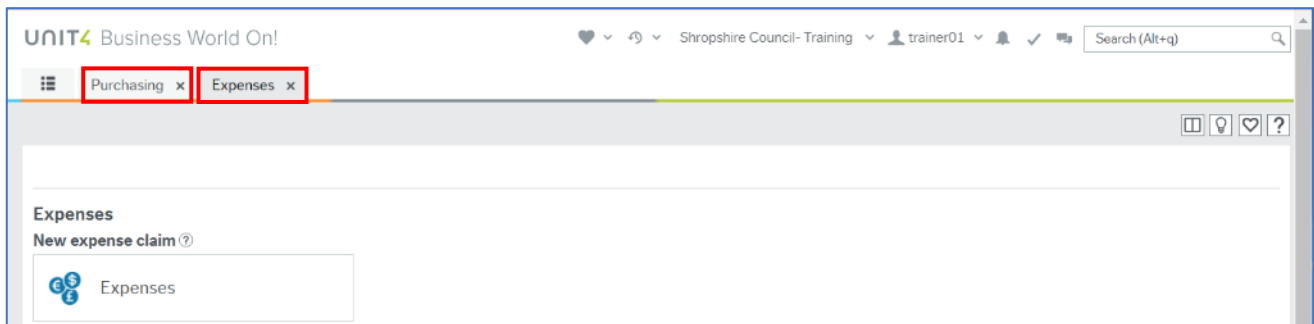 UNIT4 Business World On!
Shropshire Council- Training
trainer01
Search (Alt+q)
Purchasing x
Expenses x
?
Expenses
New expense claim ?
€ $ £
Expenses